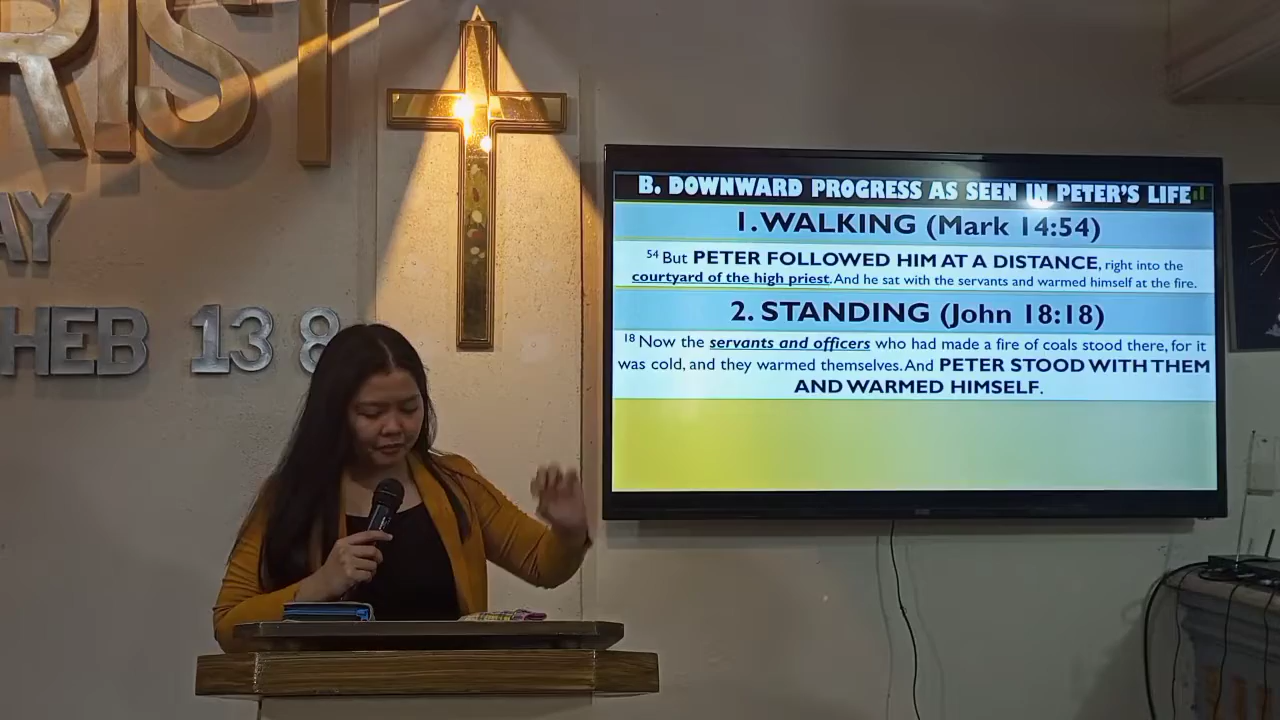 RIST
AY
HEB 13 8
B. DOWNWARD PROGRESS AS SEEN IN PETER'S LIFE
1. WALKING (Mark 14:54)
54 But PETER FOLLOWED HIM AT A DISTANCE, right into the
courtyard of the high priest. And he sat with the servants and warmed himself at the fire.
2. STANDING (John 18:18)
18 Now the servants and officers who had made a fire of coals stood there, for it
was cold, and they warmed themselves. And PETER STOOD WITH THEM
AND WARMED HIMSELF.